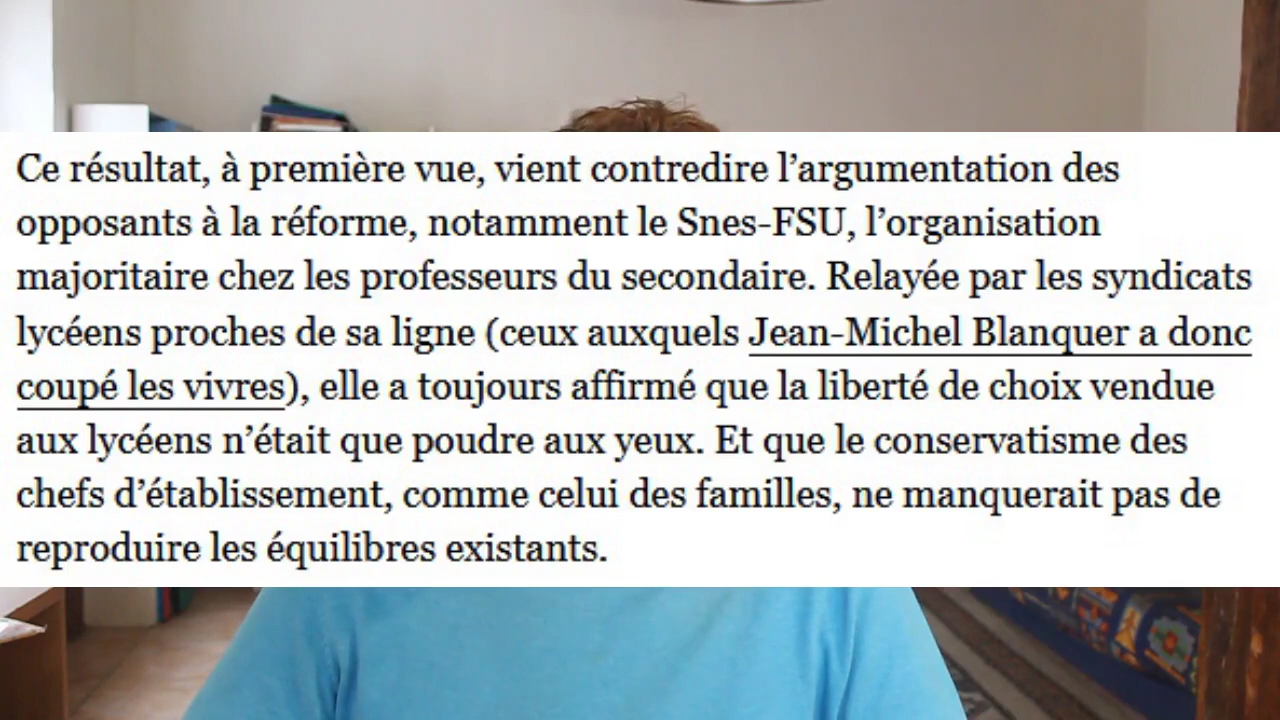 Ce résultat, à première vue, vient contredire l’argumentation des
opposants à la réforme, notamment le Snes-FSU, l’organisation
majoritaire chez les professeurs du secondaire. Relayée par les syndicats
lycéens proches de sa ligne (ceux auxquels Jean-Michel Blanquer a donc
coupé les vivres), elle a toujours affirmé que la liberté de choix vendue
aux lycéens n’était que poudre aux yeux. Et que le conservatisme des
chefs d’établissement, comme celui des familles, ne manquerait pas de
reproduire les équilibres existants.